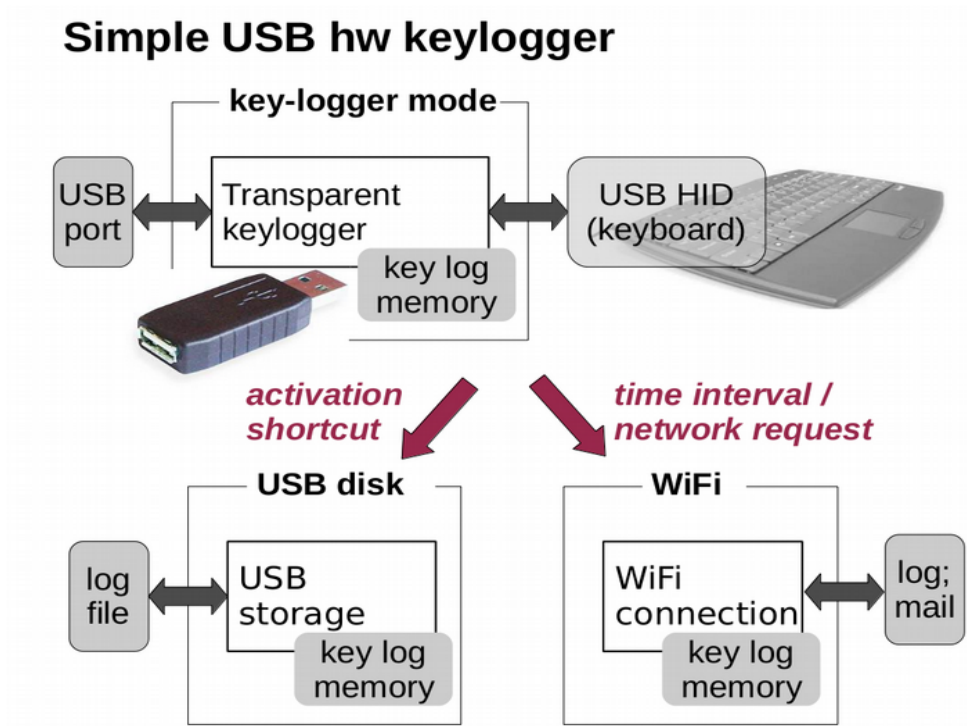 Simple USB hw keylogger
key-logger mode
USB
port
Transparent
keylogger
key log
memory
USB HID
(keyboard)
activation
shortcut
time interval /
network request
USB disk
log
file
USB
storage
key log
memory
WiFi
WiFi
connection
key log
memory
log;
mail